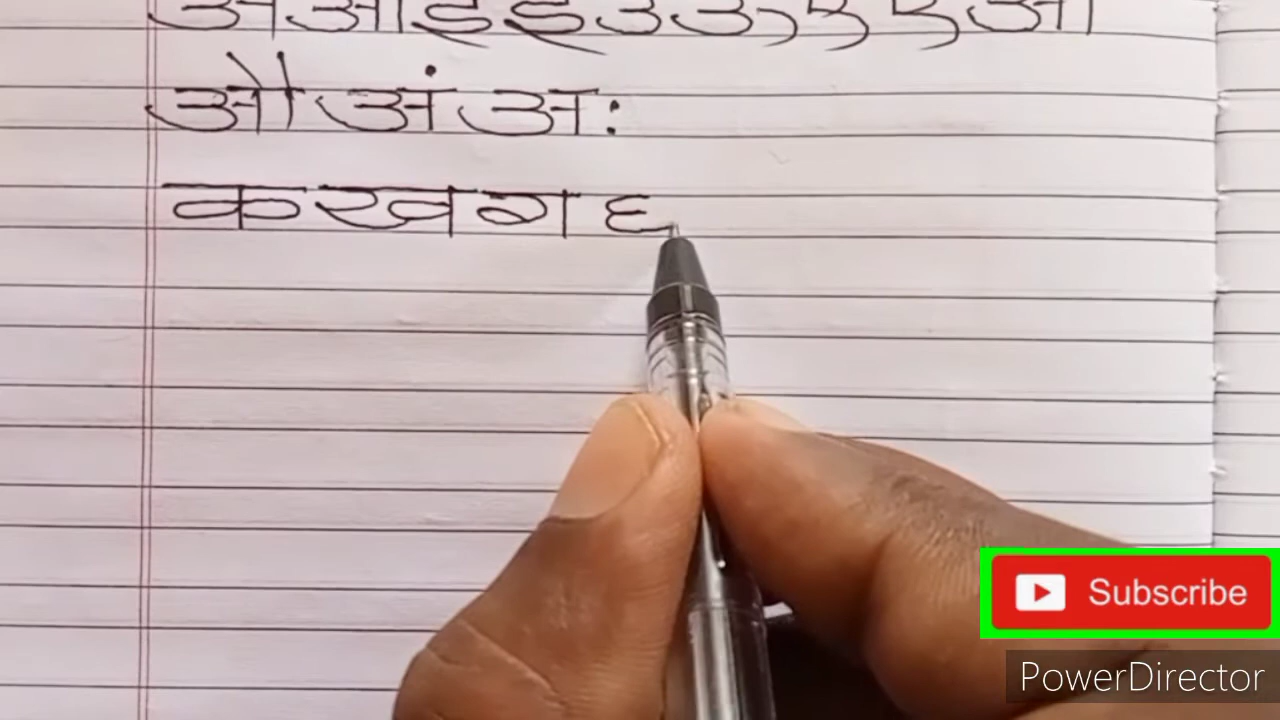 अ आ इ ई उ ऊ ए ऐ ओ
औ अं अः
क ख ग
Subscribe
PowerDirector